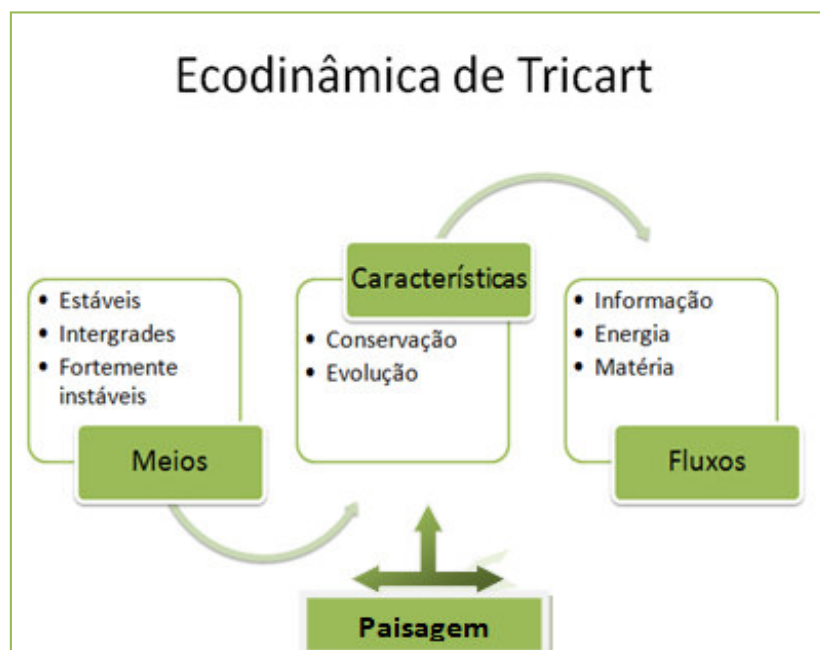 Ecodinâmica de Tricart
• Estáveis
• Intergrades
• Fortemente
instáveis
Meios
Características
• Conservação
• Evolução
• Informação
• Energia
• Matéria
Fluxos
Paisagem